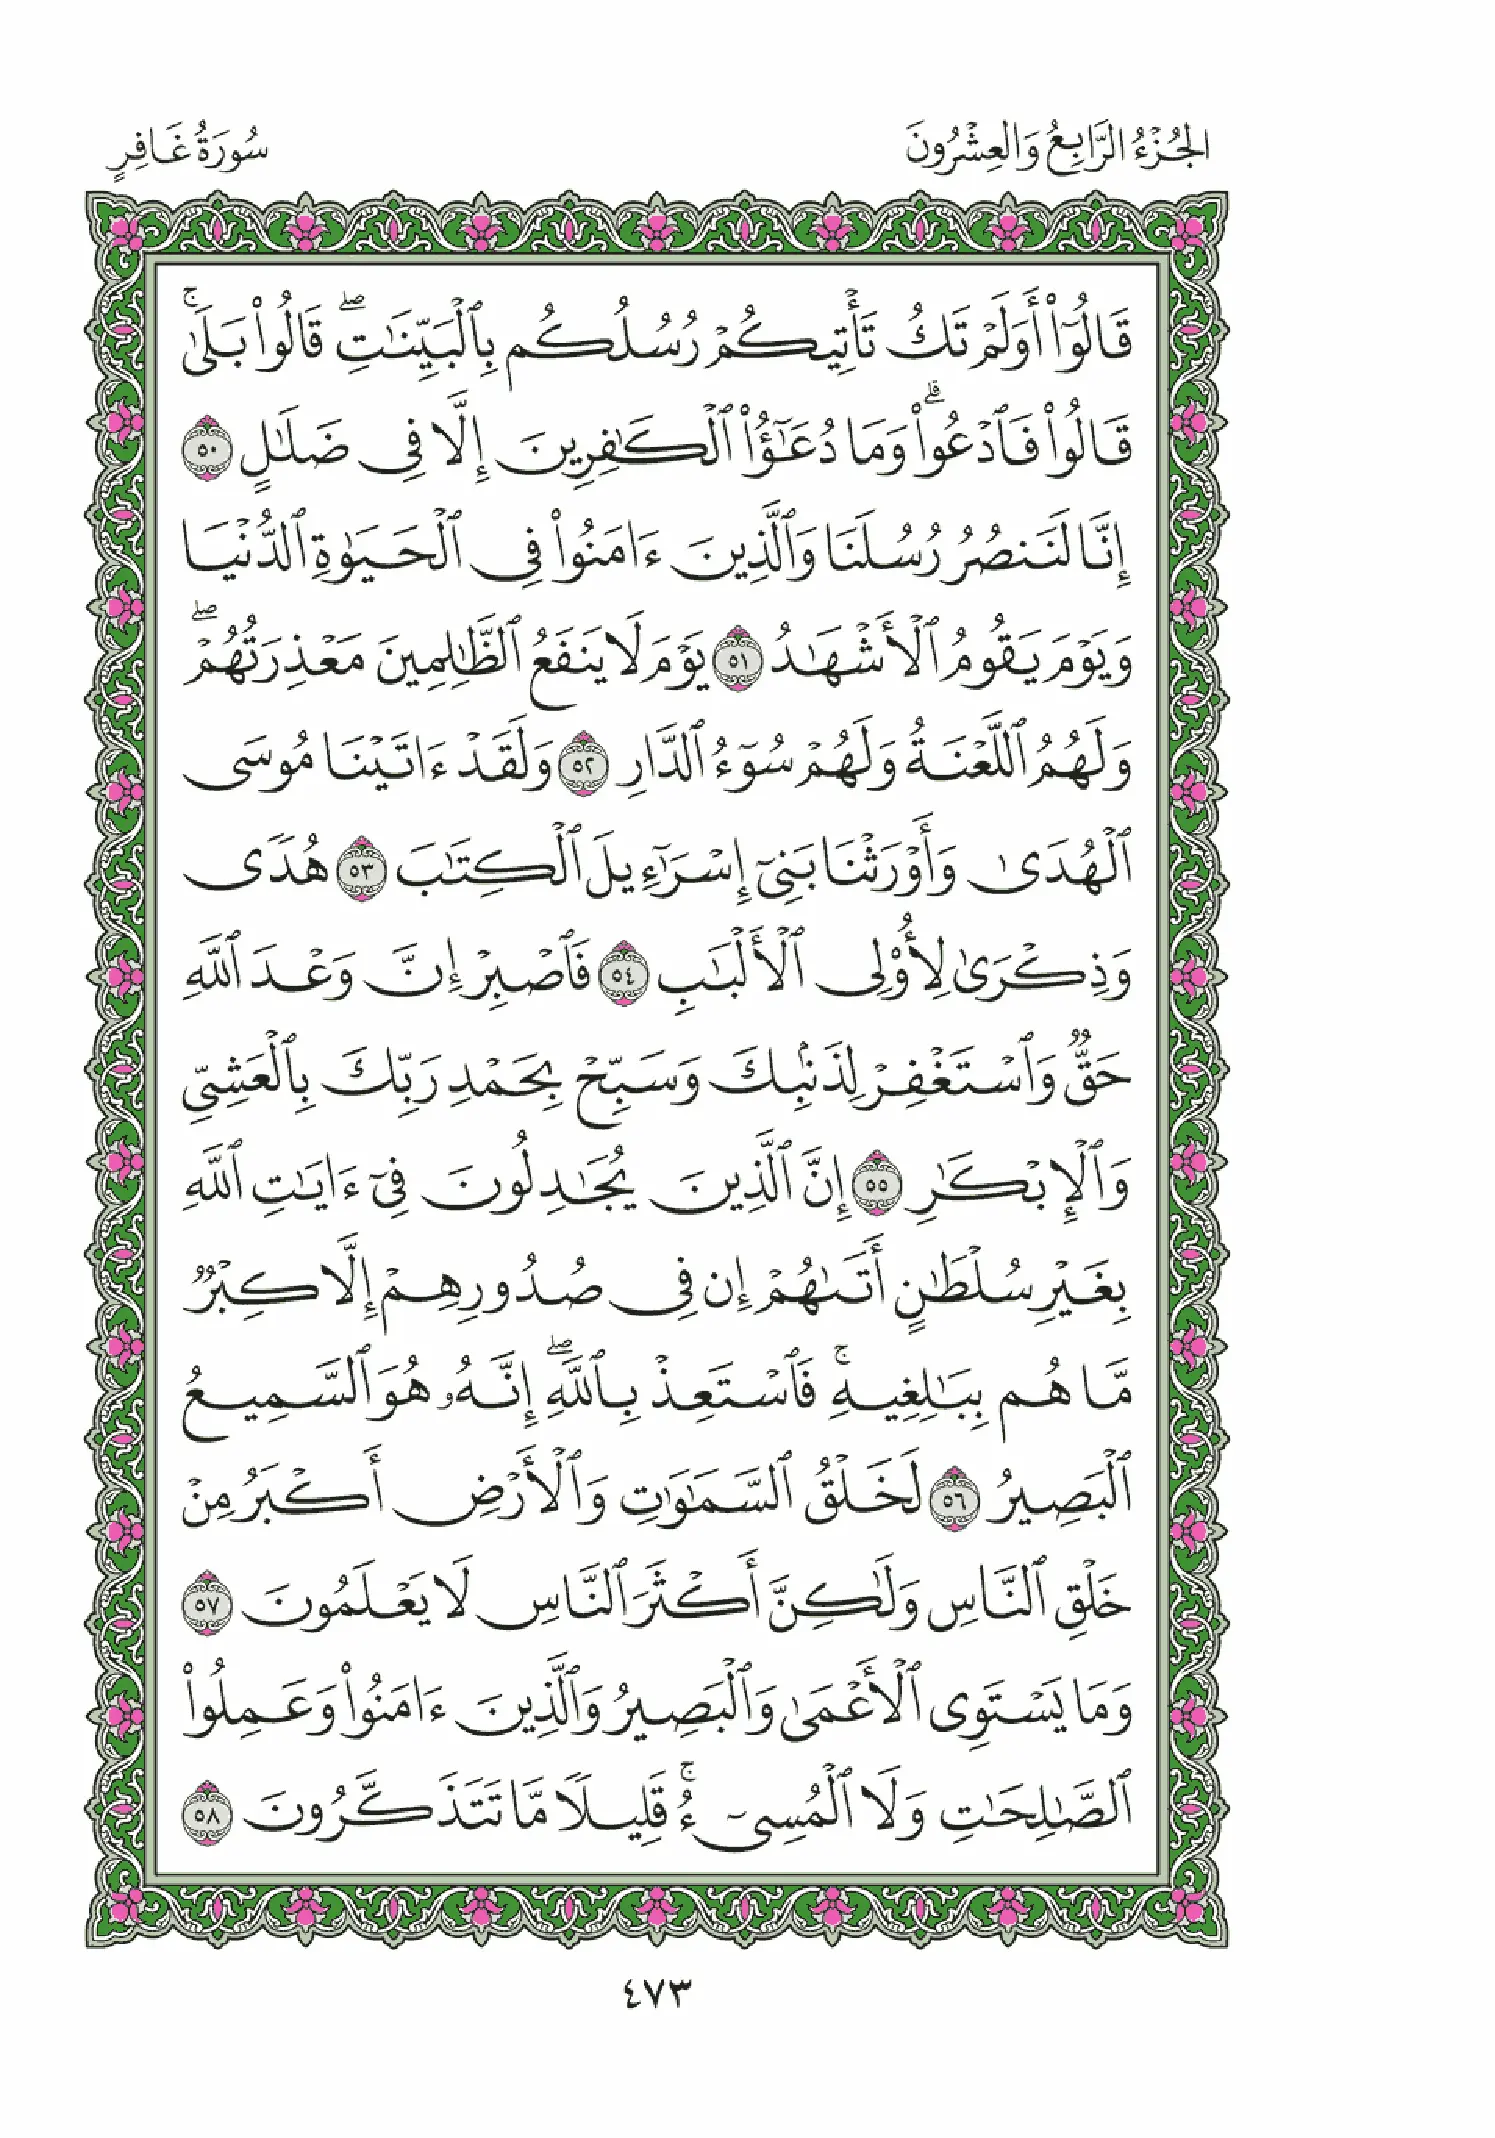 الجُزْءُ الرَّابِعُ وَالعِشْرُونَ
سُورَةُ غَافِرٍ
قَالُوٓا۟ أَوَلَمْ تَكُ تَأْتِيكُمْ رُسُلُكُم بِٱلْبَيِّنَٰتِ ۖ قَالُوا۟ بَلَىٰ ۚ
قَالُوا۟ فَٱدْعُوا۟ ۗ وَمَا دُعَٰٓؤُا۟ ٱلْكَٰفِرِينَ إِلَّا فِى ضَلَٰلٍ ٥٠
إِنَّا لَنَنصُرُ رُسُلَنَا وَٱلَّذِينَ ءَامَنُوا۟ فِى ٱلْحَيَوٰةِ ٱلدُّنْيَا
وَيَوْمَ يَقُومُ ٱلْأَشْهَٰدُ ٥١ يَوْمَ لَا يَنفَعُ ٱلظَّٰلِمِينَ مَعْذِرَتُهُمْ ۖ
وَلَهُمُ ٱللَّعْنَةُ وَلَهُمْ سُوٓءُ ٱلدَّارِ ٥٢ وَلَقَدْ ءَاتَيْنَا مُوسَى
ٱلْهُدَىٰ وَأَوْرَثْنَا بَنِىٓ إِسْرَٰٓءِيلَ ٱلْكِتَٰبَ ٥٣ هُدًى
وَذِكْرَىٰ لِأُو۟لِى ٱلْأَلْبَٰبِ ٥٤ فَٱصْبِرْ إِنَّ وَعْدَ ٱللَّهِ
حَقٌّ وَٱسْتَغْفِرْ لِذَنۢبِكَ وَسَبِّحْ بِحَمْدِ رَبِّكَ بِٱلْعَشِىِّ
وَٱلْإِبْكَٰرِ ٥٥ إِنَّ ٱلَّذِينَ يُجَٰدِلُونَ فِىٓ ءَايَٰتِ ٱللَّهِ
بِغَيْرِ سُلْطَٰنٍ أَتَىٰهُمْ إِن فِى صُدُورِهِمْ إِلَّا كِبْرٌ
مَّا هُم بِبَٰلِغِيهِ ۚ فَٱسْتَعِذْ بِٱللَّهِ ۖ إِنَّهُۥ هُوَ ٱلسَّمِيعُ
ٱلْبَصِيرُ ٥٦ لَخَلْقُ ٱلسَّمَٰوَٰتِ وَٱلْأَرْضِ أَكْبَرُ مِنْ
خَلْقِ ٱلنَّاسِ وَلَٰكِنَّ أَكْثَرَ ٱلنَّاسِ لَا يَعْلَمُونَ ٥٧
وَمَا يَسْتَوِى ٱلْأَعْمَىٰ وَٱلْبَصِيرُ وَٱلَّذِينَ ءَامَنُوا۟ وَعَمِلُوا۟
ٱلصَّٰلِحَٰتِ وَلَا ٱلْمُسِىٓءُ ۚ قَلِيلًا مَّا تَتَذَكَّرُونَ ٥٨
٤٧٣